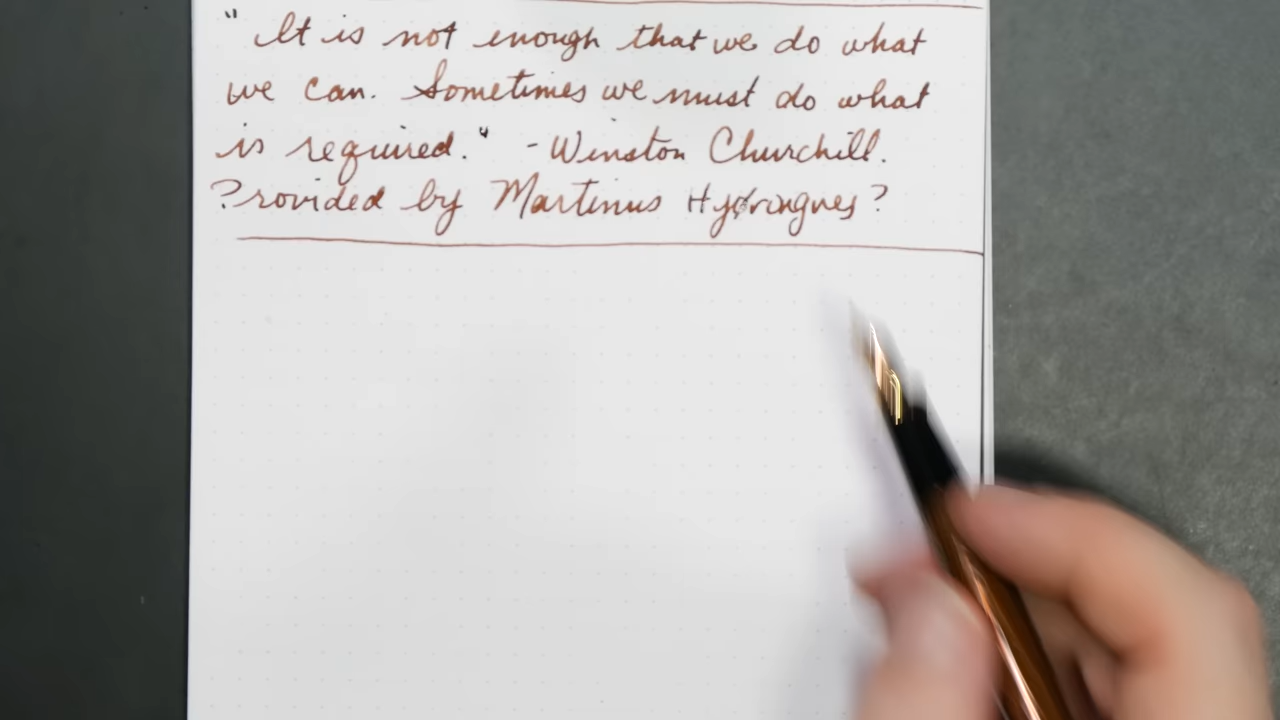 "It is not enough that we do what
we can. Sometimes we must do what
is required." -Winston Churchill.
?rovided by Martinus Hjøringnes?